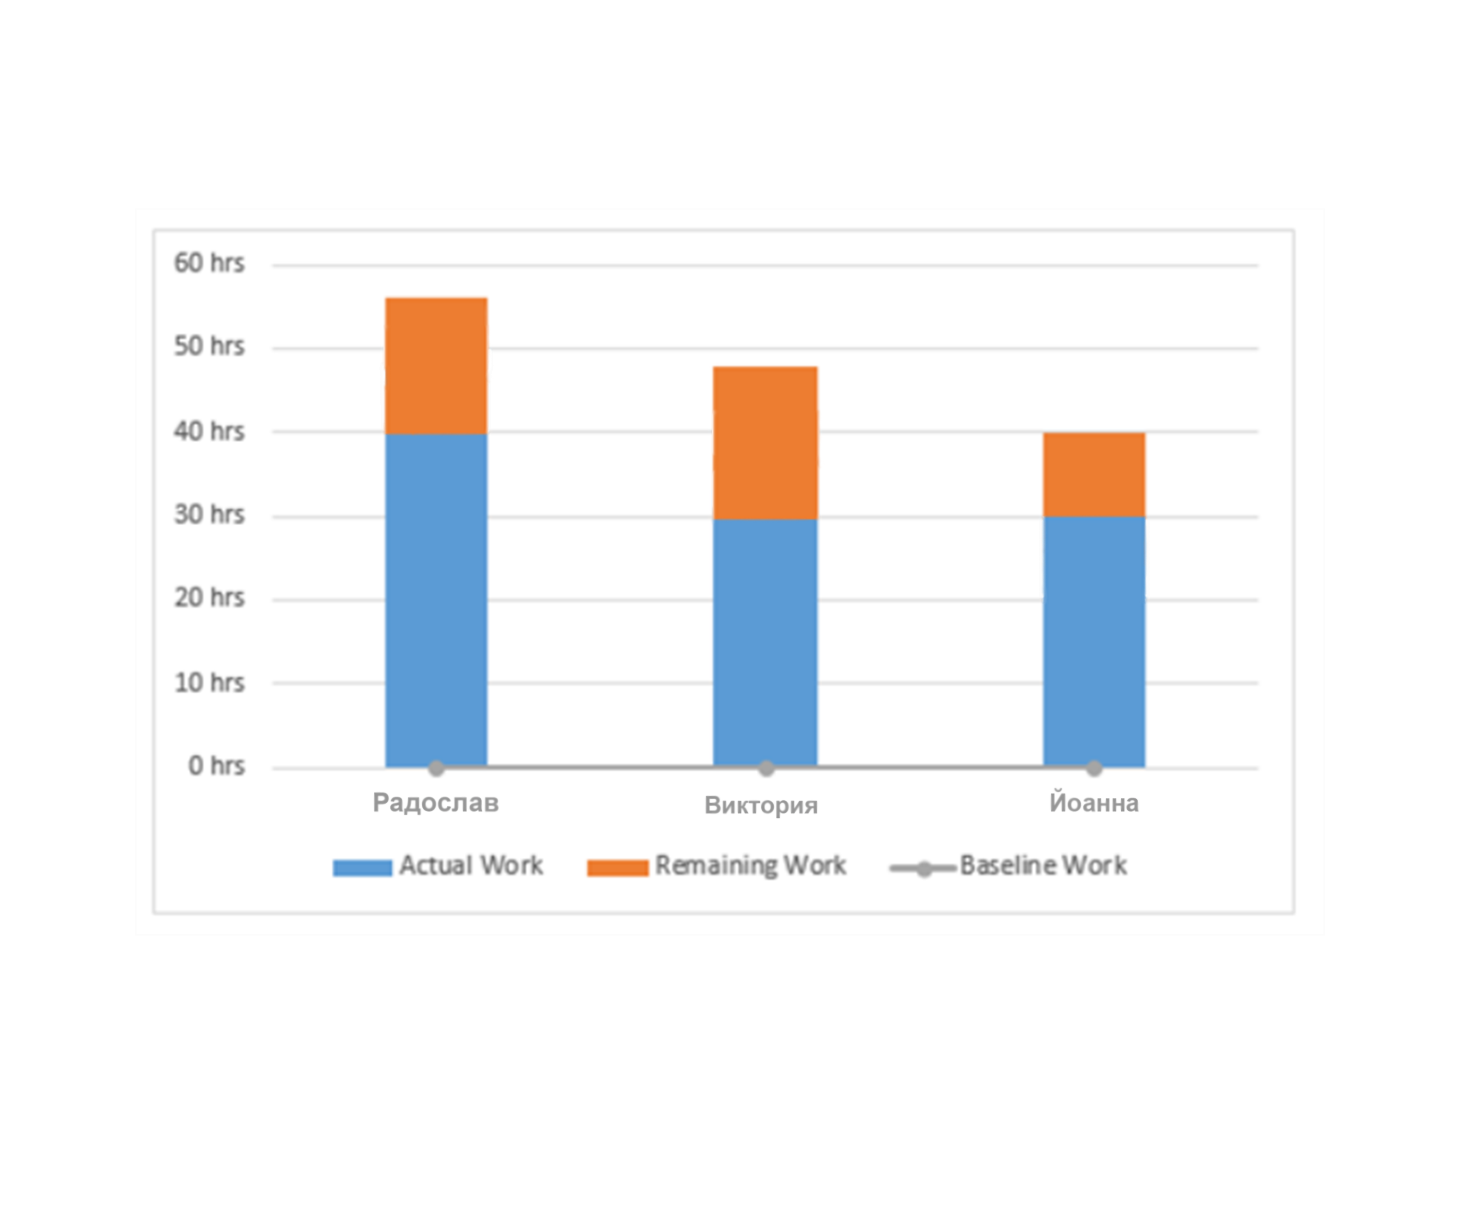 60 hrs
50 hrs
40 hrs
30 hrs
20 hrs
10 hrs
0 hrs
Радослав Виктория Йоанна
Actual Work Remaining Work Baseline Work